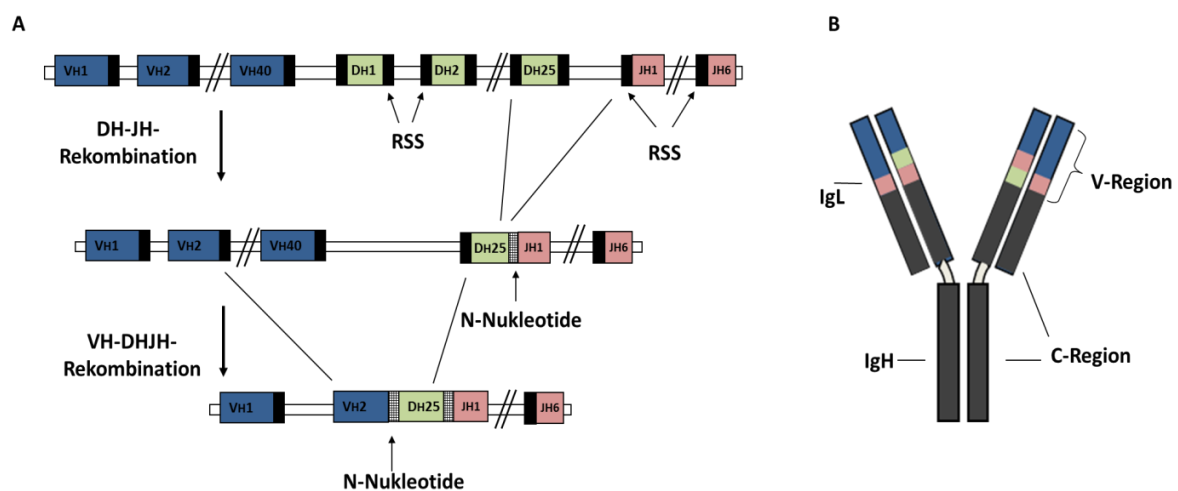 A
B
VH1 VH2 VH40 DH1 DH2 DH25 JH1 JH6
DH-JH-
Rekombination
RSS
RSS
VH1 VH2 VH40 DH25 JH1 JH6
N-Nukleotide
VH-DHJH-
Rekombination
VH1 VH2 DH25 JH1 JH6
N-Nukleotide
IgL
V-Region
IgH
C-Region